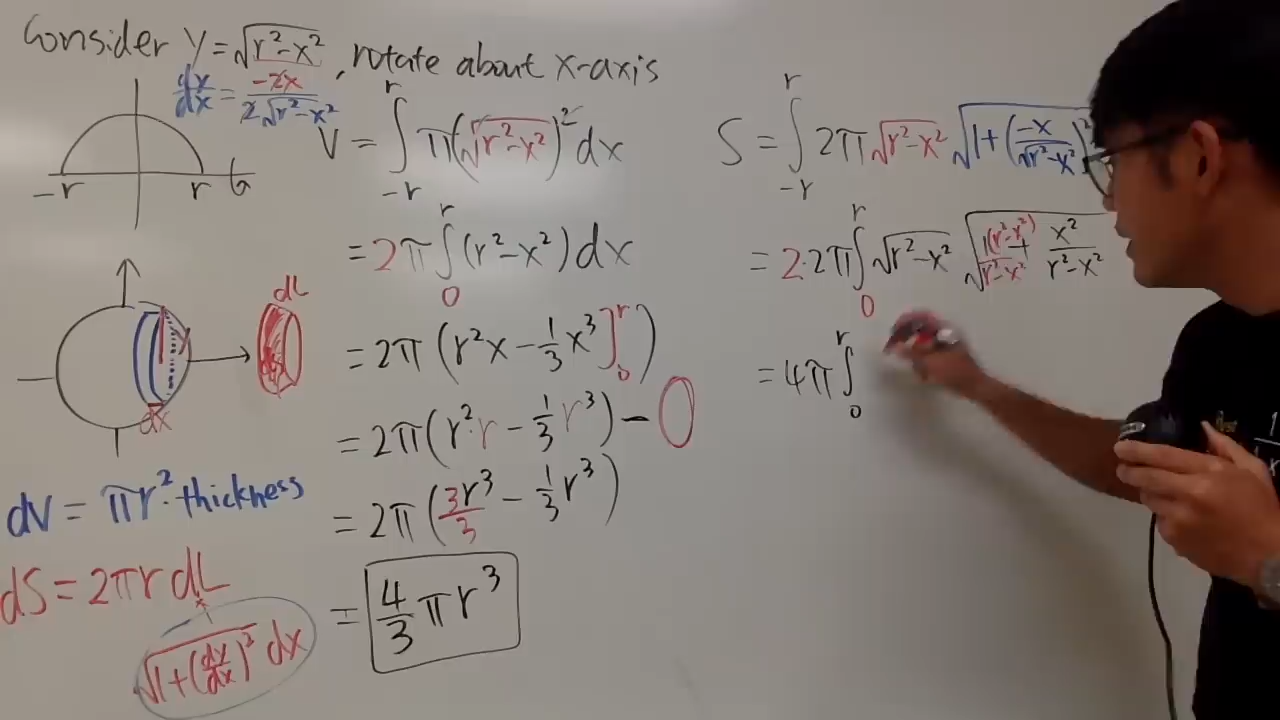 Consider y = √(r²-x²), rotate about x-axis
dy/dx = -2x / 2√(r²-x²)
-r r
V = ∫_{-r}^{r} π(√(r²-x²))² dx
= 2π ∫_0^r (r²-x²) dx
= 2π (r²x - 1/3 x³]_0^r)
= 2π(r²·r - 1/3 r³) - 0
= 2π(3r³/3 - 1/3 r³)
= 4/3 πr³
dL
y
dx
dV = πr²·thickness
dS = 2πr dL
√(1+(dy/dx)²) dx
S = ∫_{-r}^{r} 2π √(r²-x²) √(1+(-x/√(r²-x²))²
= 2·2π ∫_0^r √(r²-x²) √(1(r²-x²)/(r²-x²) + x²/(r²-x²)
= 4π ∫_0^r